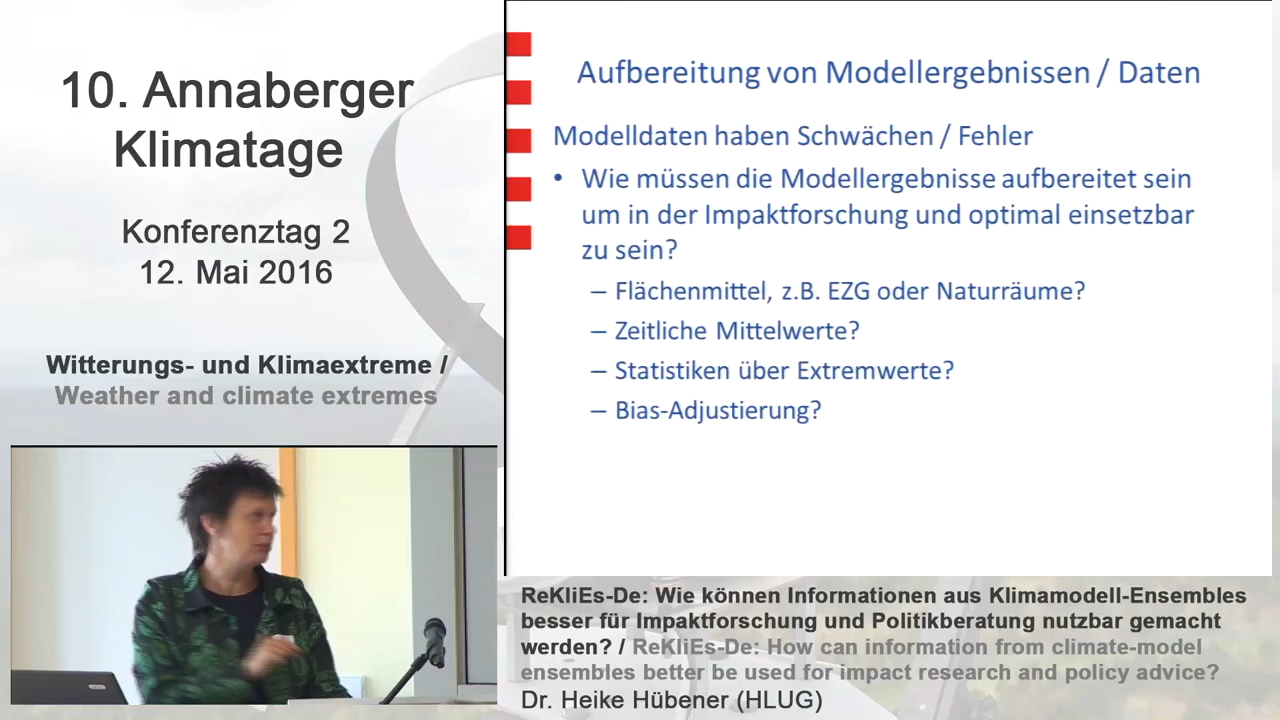 10. Annaberger
Klimatage
Konferenztag 2
12. Mai 2016
Witterungs- und Klimaextreme /
Weather and climate extremes
Aufbereitung von Modellergebnissen / Daten
Modelldaten haben Schwächen / Fehler
• Wie müssen die Modellergebnisse aufbereitet sein
um in der Impaktforschung und optimal einsetzbar
zu sein?
– Flächenmittel, z.B. EZG oder Naturräume?
– Zeitliche Mittelwerte?
– Statistiken über Extremwerte?
– Bias-Adjustierung?
ReKliEs-De: Wie können Informationen aus Klimamodell-Ensembles
besser für Impaktforschung und Politikberatung nutzbar gemacht
werden? / ReKliEs-De: How can information from climate-model
ensembles better be used for impact research and policy advice?
Dr. Heike Hübener (HLUG)